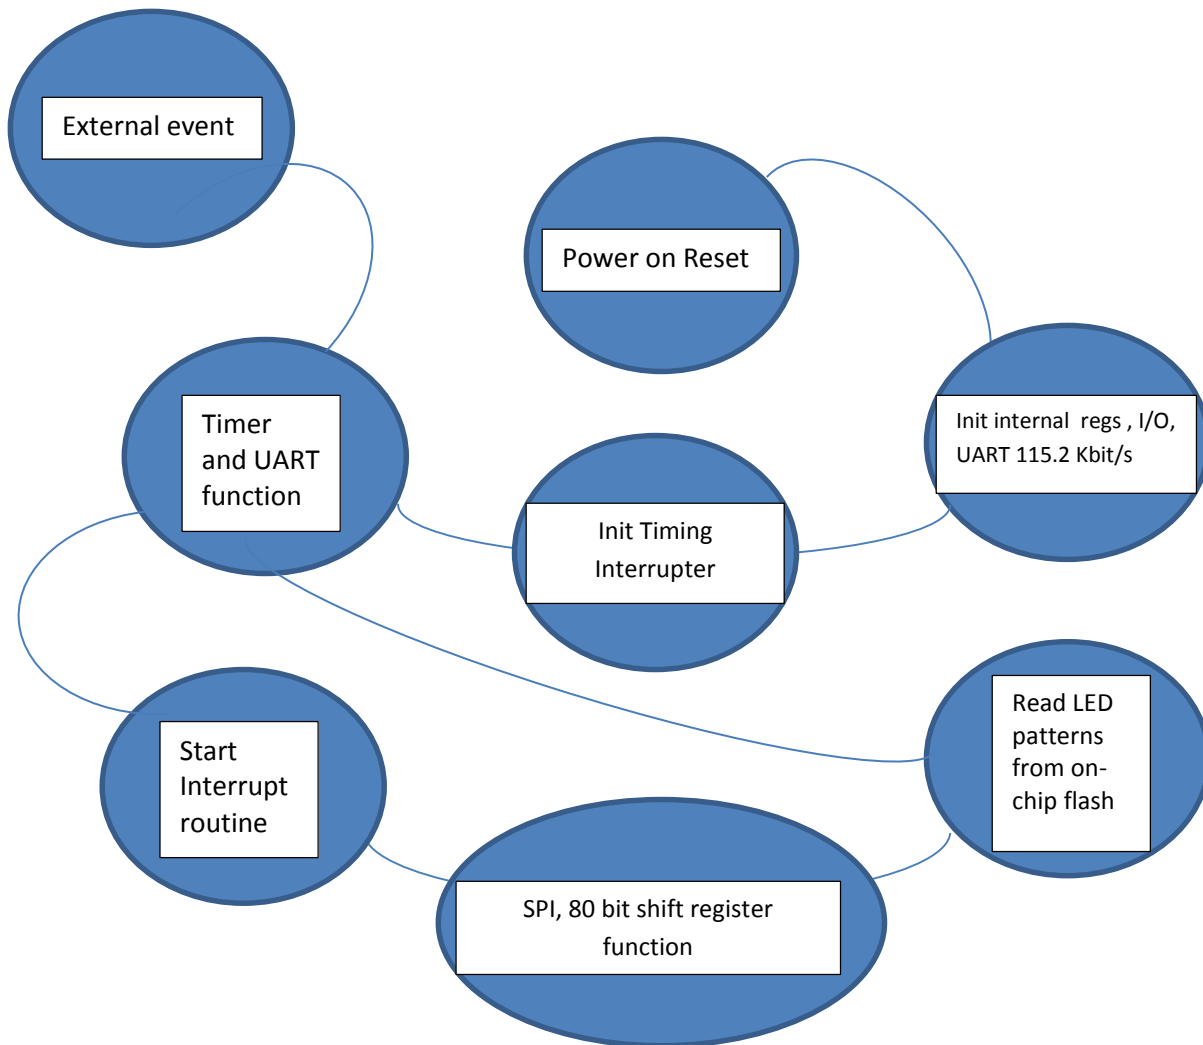 External event
Power on Reset
Timer
and UART
function
Init internal regs , I/O,
UART 115.2 Kbit/s
Init Timing
Interrupter
Start
Interrupt
routine
Read LED
patterns
from on-
chip flash
SPI, 80 bit shift register
function